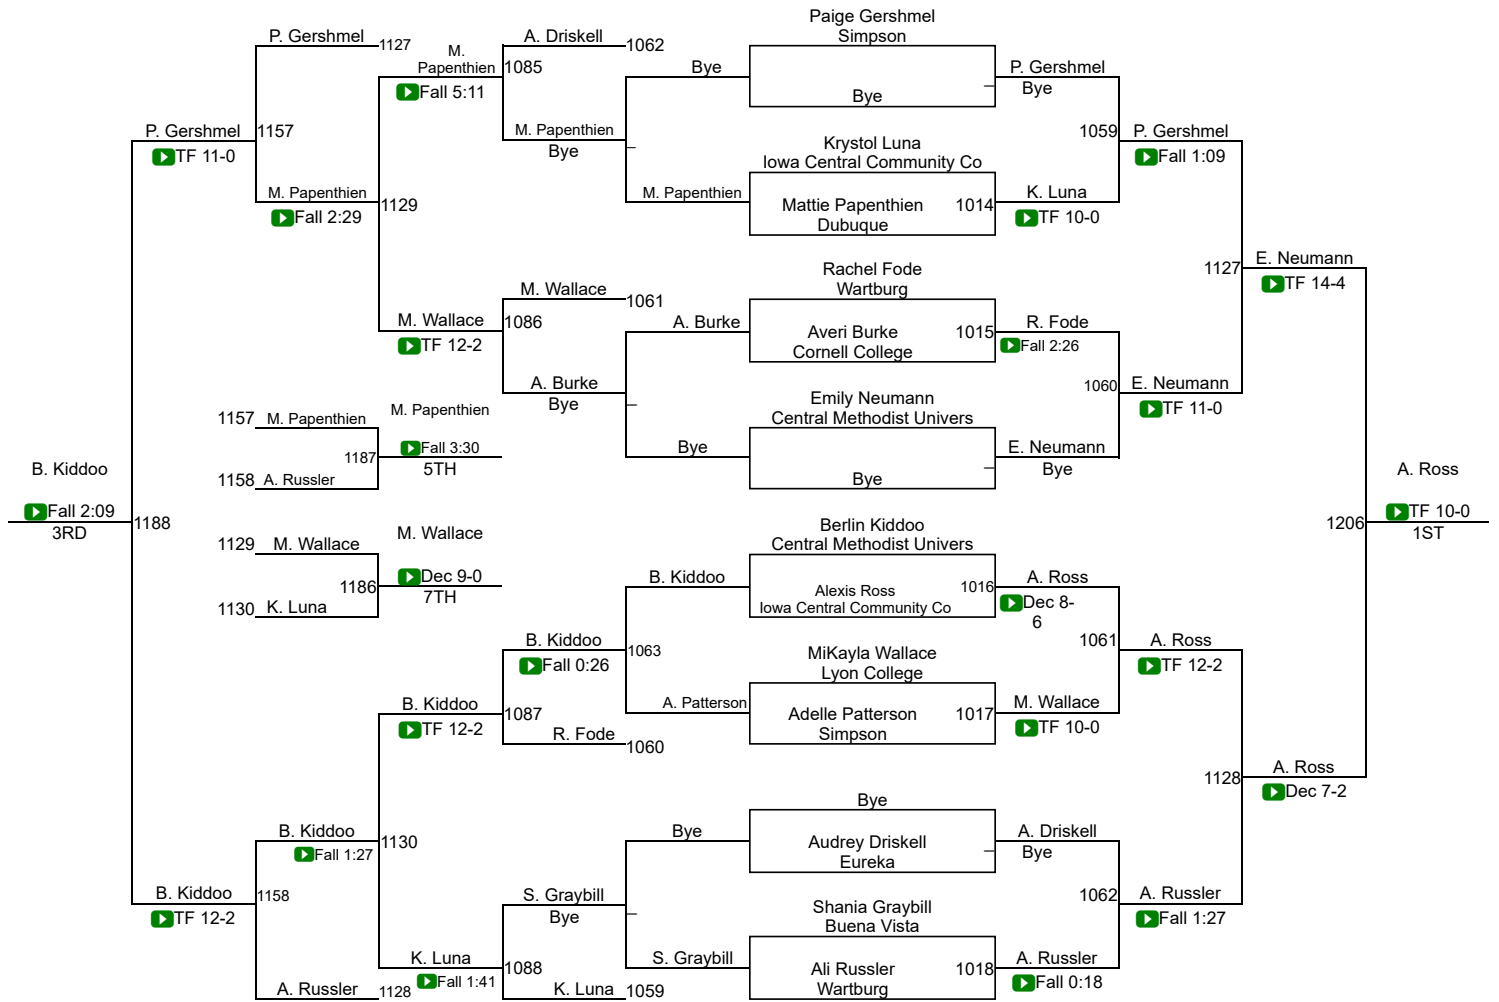 Paige Gershmel
Simpson
P. Gershmel
1127
M.
Papenthien
A. Driskell
1062
1085
Fall 5:11
Bye
Bye
P. Gershmel
Bye
P. Gershmel
1157
TF 11-0
M. Papenthien
Bye
1059
P. Gershmel
Fall 1:09
Krystol Luna
Iowa Central Community Co
M. Papenthien
1129
Fall 2:29
M. Papenthien
Mattie Papenthien
1014
Dubuque
K. Luna
TF 10-0
Rachel Fode
Wartburg
1127
E. Neumann
TF 14-4
M. Wallace
1061
M. Wallace
1086
TF 12-2
A. Burke
Averi Burke
1015
Cornell College
R. Fode
Fall 2:26
A. Burke
Bye
1060
E. Neumann
TF 11-0
Emily Neumann
Central Methodist Univers
1157
M. Papenthien
M. Papenthien
1187
Fall 3:30
5TH
1158
A. Russler
Bye
Bye
E. Neumann
Bye
B. Kiddoo
Fall 2:09
3RD
1188
A. Ross
1206
TF 10-0
1ST
Berlin Kiddoo
Central Methodist Univers
1129
M. Wallace
M. Wallace
1186
Dec 9-0
7TH
1130
K. Luna
B. Kiddoo
Alexis Ross
1016
Iowa Central Community Co
A. Ross
Dec 8-
6
B. Kiddoo
Fall 0:26
1063
1061
A. Ross
TF 12-2
MiKayla Wallace
Lyon College
B. Kiddoo
1087
TF 12-2
R. Fode
1060
A. Patterson
Adelle Patterson
1017
Simpson
M. Wallace
TF 10-0
1128
A. Ross
Dec 7-2
Bye
B. Kiddoo
1130
Fall 1:27
Bye
Audrey Driskell
Eureka
A. Driskell
Bye
B. Kiddoo
1158
TF 12-2
S. Graybill
Bye
1062
A. Russler
Fall 1:27
Shania Graybill
Buena Vista
K. Luna
1088
Fall 1:41
S. Graybill
Ali Russler
1018
Wartburg
A. Russler
Fall 0:18
A. Russler
1128
K. Luna
1059